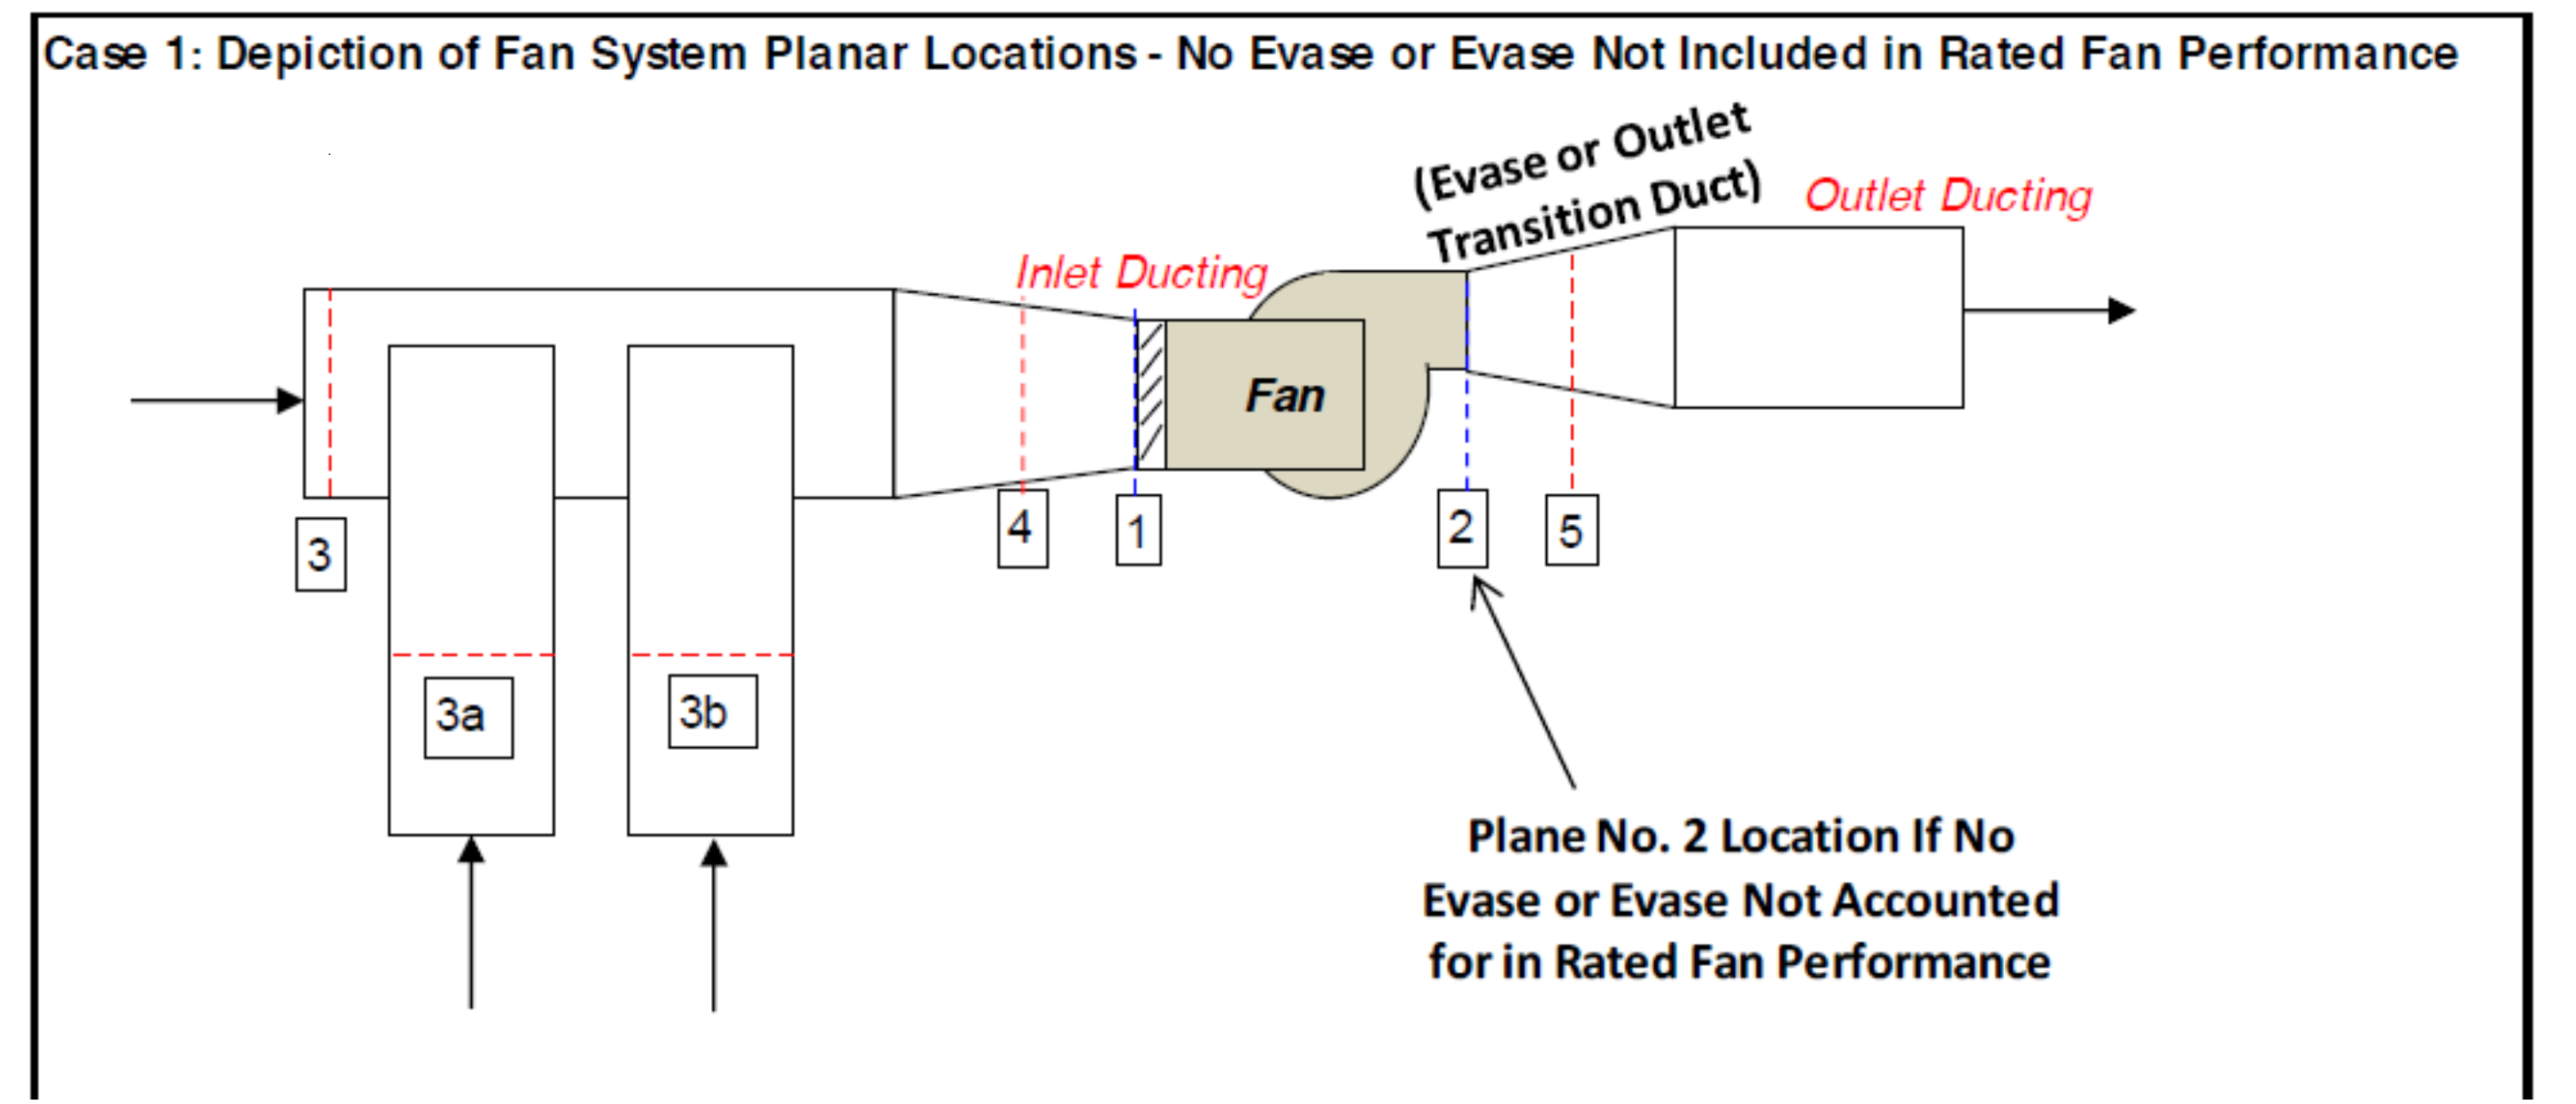 Case 1: Depiction of Fan System Planar Locations - No Evase or Evase Not Included in Rated Fan Performance
(Evase or Outlet
Transition Duct)
Outlet Ducting
Inlet Ducting
Fan
3
4
1
2
5
3a
3b
Plane No. 2 Location If No
Evase or Evase Not Accounted
for in Rated Fan Performance